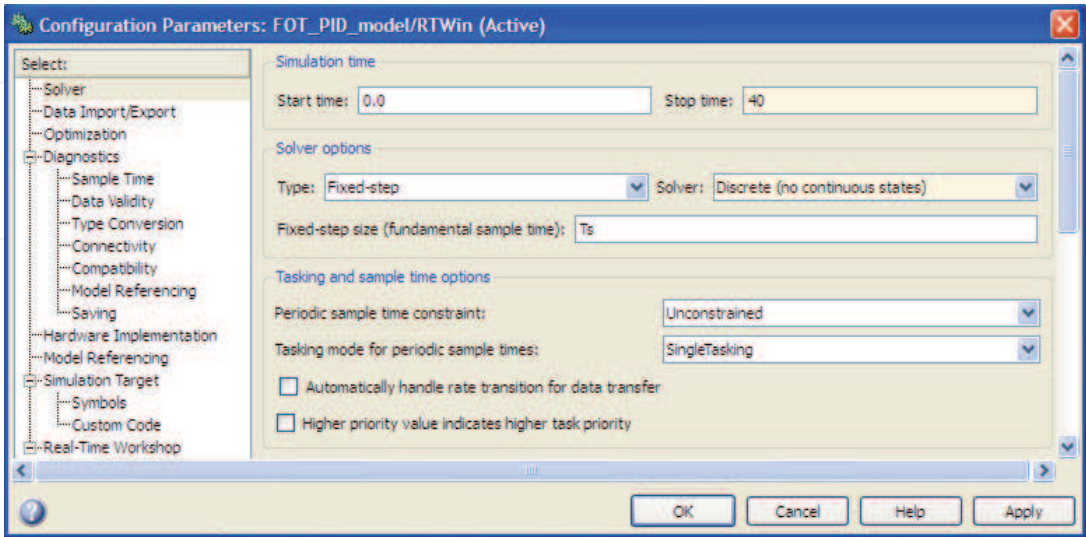 Configuration Parameters: FOT_PID_model/RTWin (Active)
Select:
Solver
Data Import/Export
Optimization
Diagnostics
Sample Time
Data Validity
Type Conversion
Connectivity
Compatibility
Model Referencing
Saving
Hardware Implementation
Model Referencing
Simulation Target
Symbols
Custom Code
Real-Time Workshop
Simulation time
Start time: 0.0 Stop time: 40
Solver options
Type: Fixed-step Solver: Discrete (no continuous states)
Fixed-step size (fundamental sample time): Ts
Tasking and sample time options
Periodic sample time constraint: Unconstrained
Tasking mode for periodic sample times: SingleTasking
Automatically handle rate transition for data transfer
Higher priority value indicates higher task priority
OK Cancel Help Apply